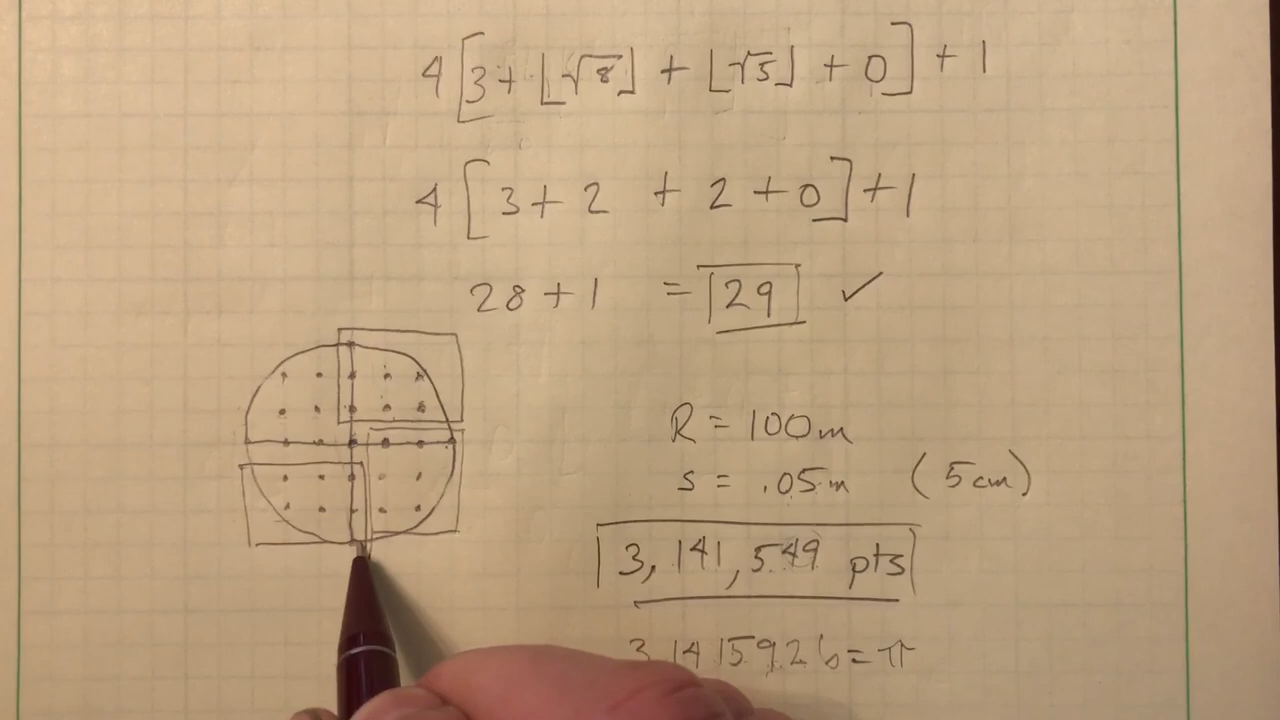 4[3+⌊√8⌋ + ⌊√5⌋ + 0] + 1
4[3+2 + 2+0]+1
28+1 = 29 ✓
R = 100m
s = .05m (5cm)
3,141,549 pts
3.1415926=π